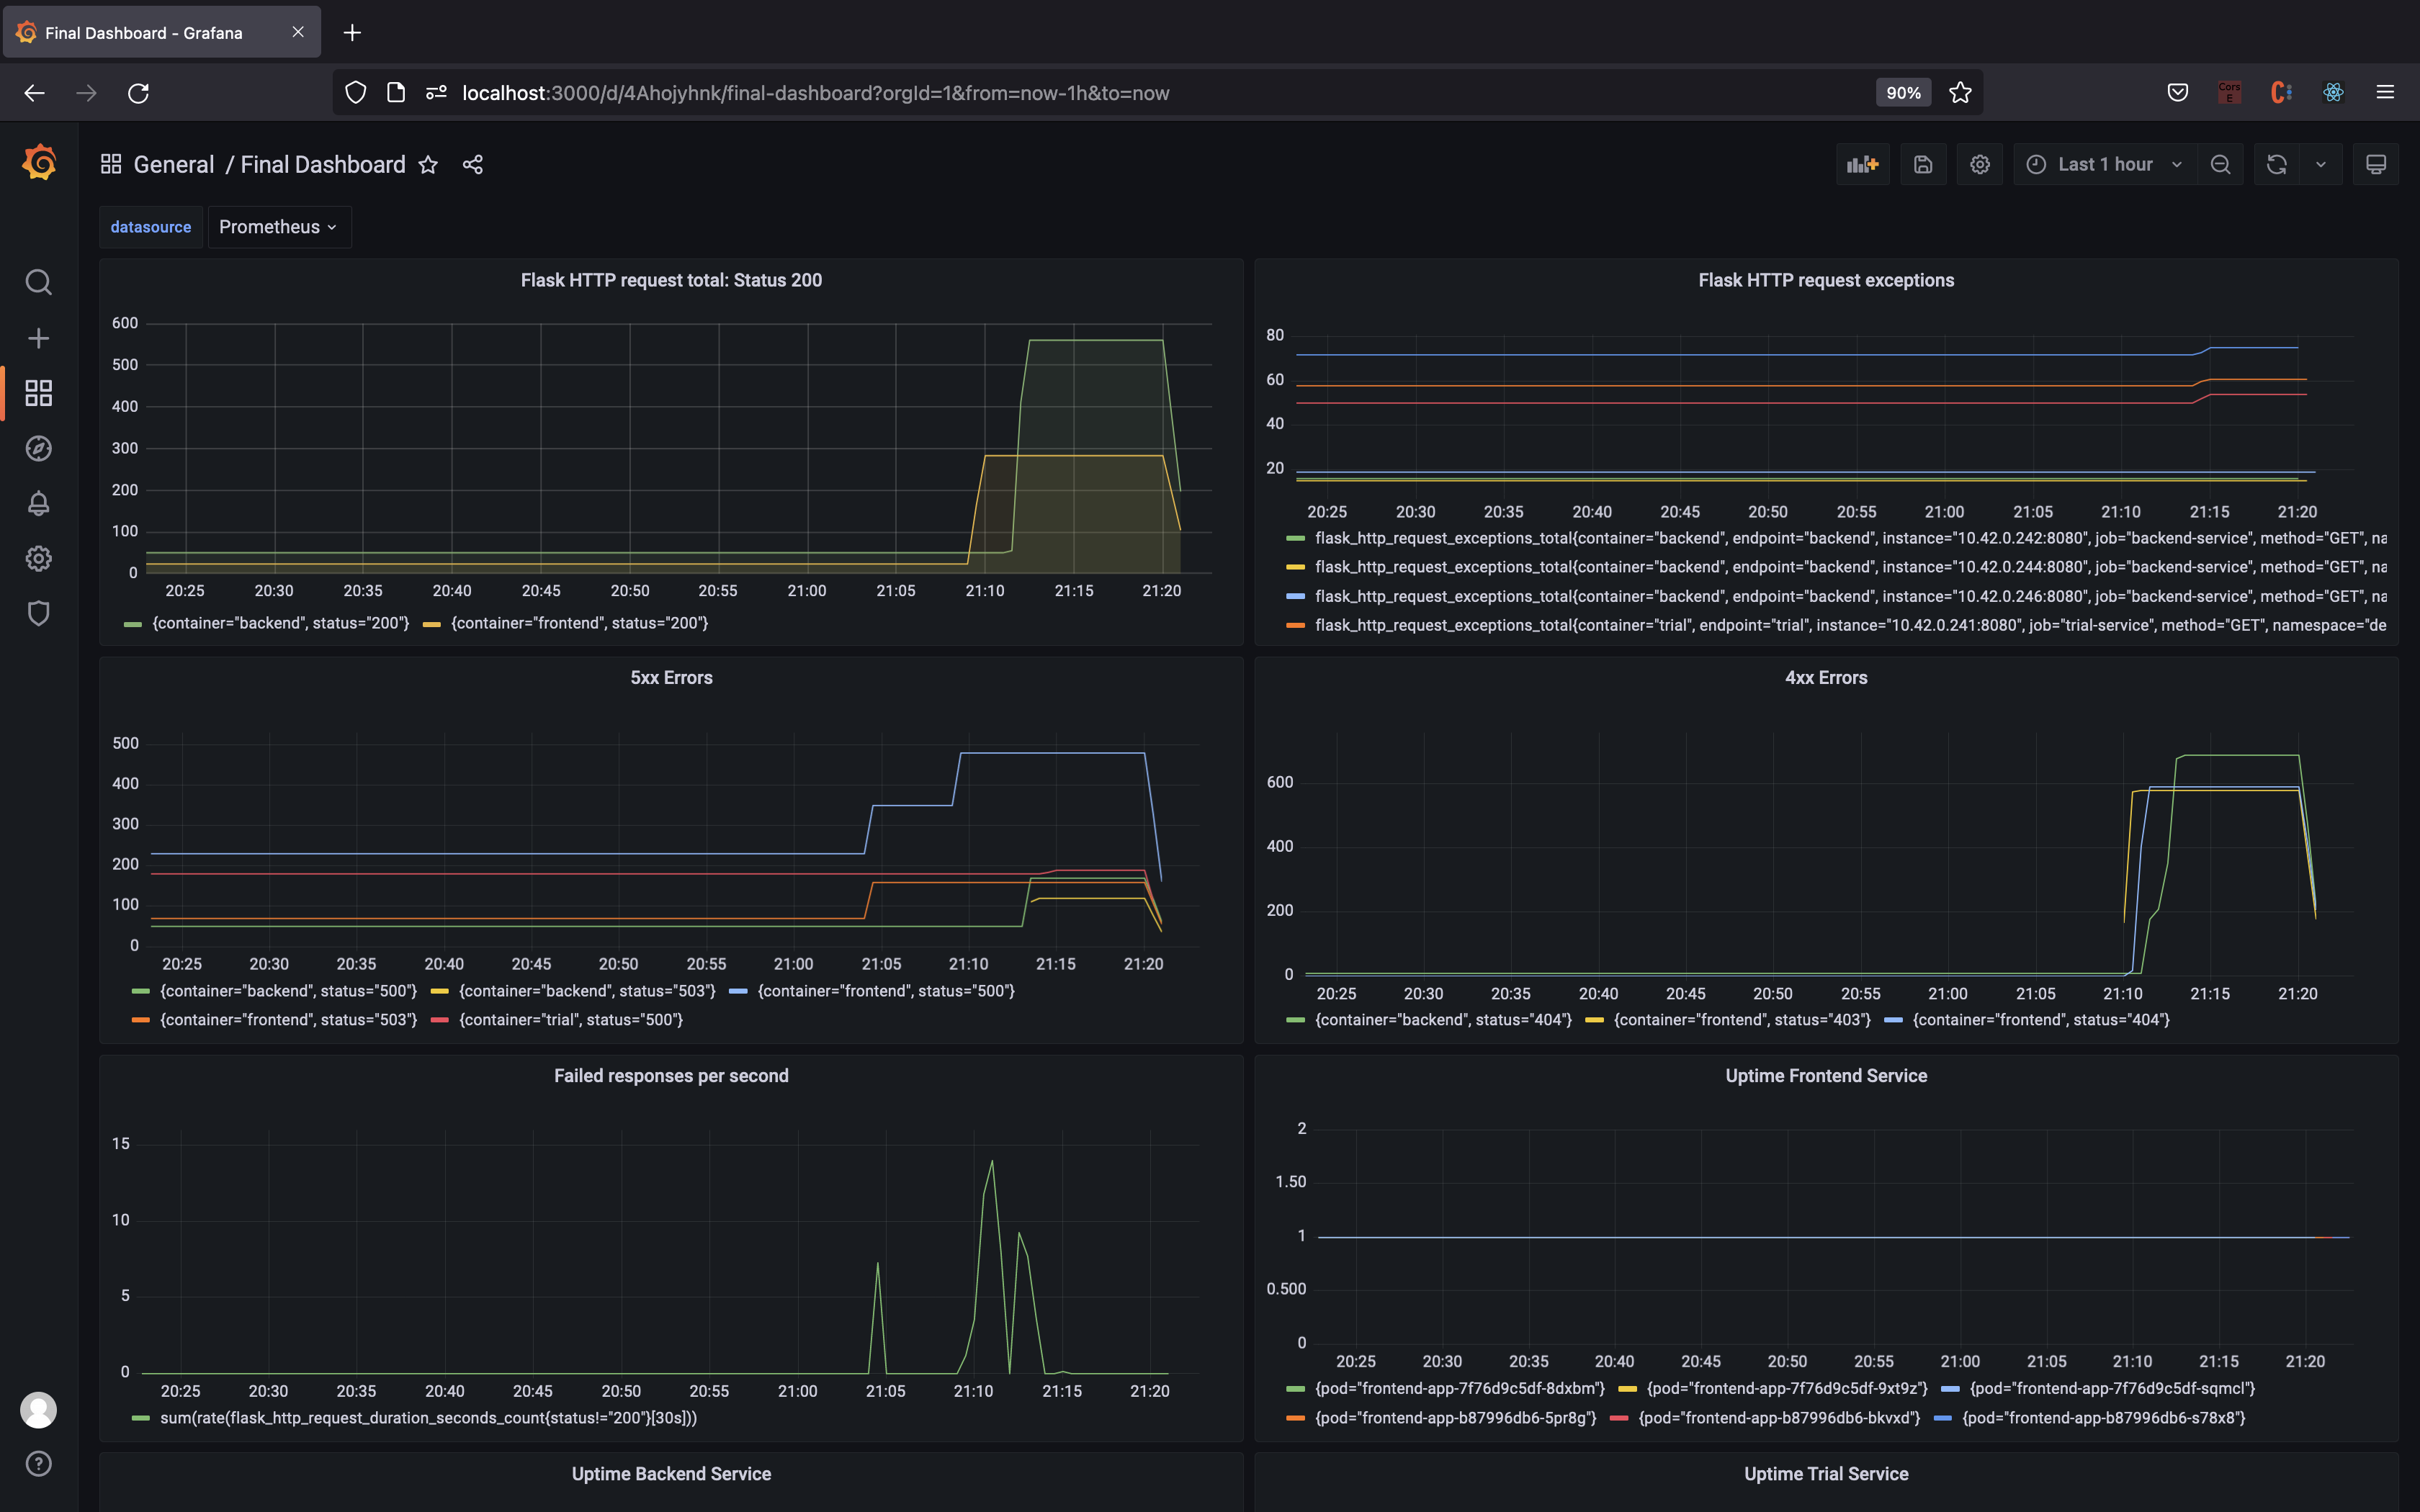 Final Dashboard - Grafana
localhost:3000/d/4Ahojyhnk/final-dashboard?orgId=1&from=now-1h&to=now
90%
Cors E
General / Final Dashboard
Last 1 hour
datasource Prometheus
Flask HTTP request total: Status 200
600
500
400
300
200
100
0
20:25 20:30 20:35 20:40 20:45 20:50 20:55 21:00 21:05 21:10 21:15 21:20
{container="backend", status="200"} {container="frontend", status="200"}
Flask HTTP request exceptions
80
60
40
20
20:25 20:30 20:35 20:40 20:45 20:50 20:55 21:00 21:05 21:10 21:15 21:20
flask_http_request_exceptions_total{container="backend", endpoint="backend", instance="10.42.0.242:8080", job="backend-service", method="GET", na
flask_http_request_exceptions_total{container="backend", endpoint="backend", instance="10.42.0.244:8080", job="backend-service", method="GET", na
flask_http_request_exceptions_total{container="backend", endpoint="backend", instance="10.42.0.246:8080", job="backend-service", method="GET", na
flask_http_request_exceptions_total{container="trial", endpoint="trial", instance="10.42.0.241:8080", job="trial-service", method="GET", namespace="de
5xx Errors
500
400
300
200
100
0
20:25 20:30 20:35 20:40 20:45 20:50 20:55 21:00 21:05 21:10 21:15 21:20
{container="backend", status="500"} {container="backend", status="503"} {container="frontend", status="500"}
{container="frontend", status="503"} {container="trial", status="500"}
4xx Errors
600
400
200
0
20:25 20:30 20:35 20:40 20:45 20:50 20:55 21:00 21:05 21:10 21:15 21:20
{container="backend", status="404"} {container="frontend", status="403"} {container="frontend", status="404"}
Failed responses per second
15
10
5
0
20:25 20:30 20:35 20:40 20:45 20:50 20:55 21:00 21:05 21:10 21:15 21:20
sum(rate(flask_http_request_duration_seconds_count{status!="200"}[30s]))
Uptime Frontend Service
2
1.50
1
0.500
0
20:25 20:30 20:35 20:40 20:45 20:50 20:55 21:00 21:05 21:10 21:15 21:20
{pod="frontend-app-7f76d9c5df-8dxbm"} {pod="frontend-app-7f76d9c5df-9xt9z"} {pod="frontend-app-7f76d9c5df-sqmcl"}
{pod="frontend-app-b87996db6-5pr8g"} {pod="frontend-app-b87996db6-bkvxd"} {pod="frontend-app-b87996db6-s78x8"}
Uptime Backend Service
Uptime Trial Service